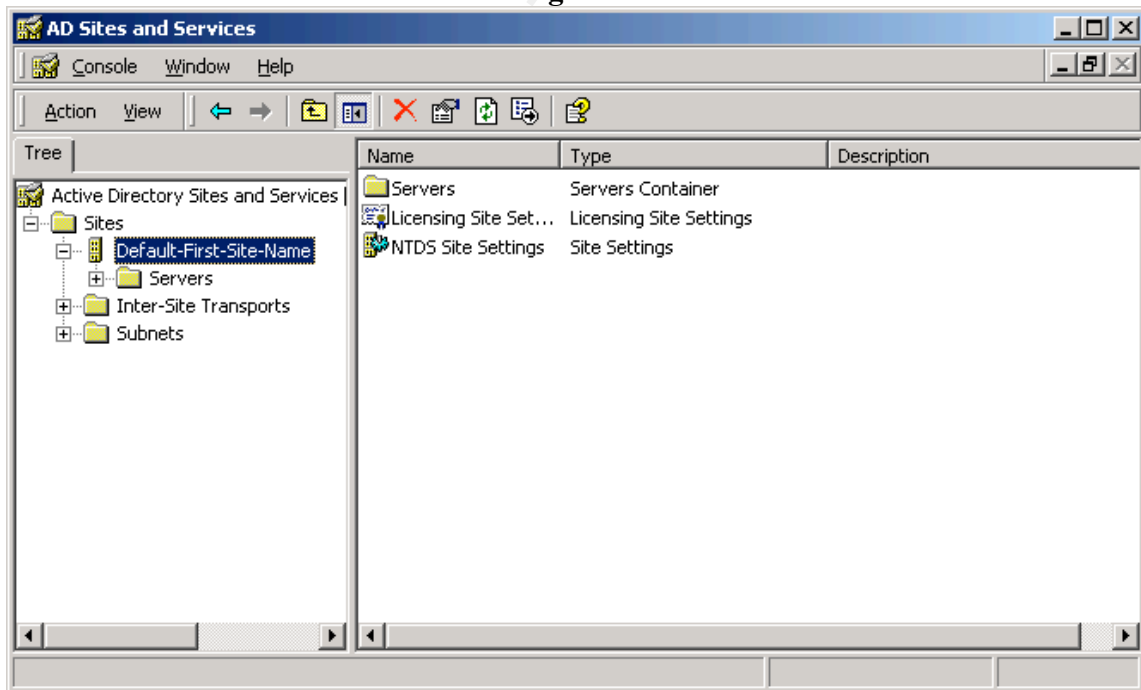 g
AD Sites and Services
Console Window Help
Action View
Tree
Name Type Description
Active Directory Sites and Services [
Sites
Default-First-Site-Name
Servers
Inter-Site Transports
Subnets
Servers Servers Container
Licensing Site Set... Licensing Site Settings
NTDS Site Settings Site Settings